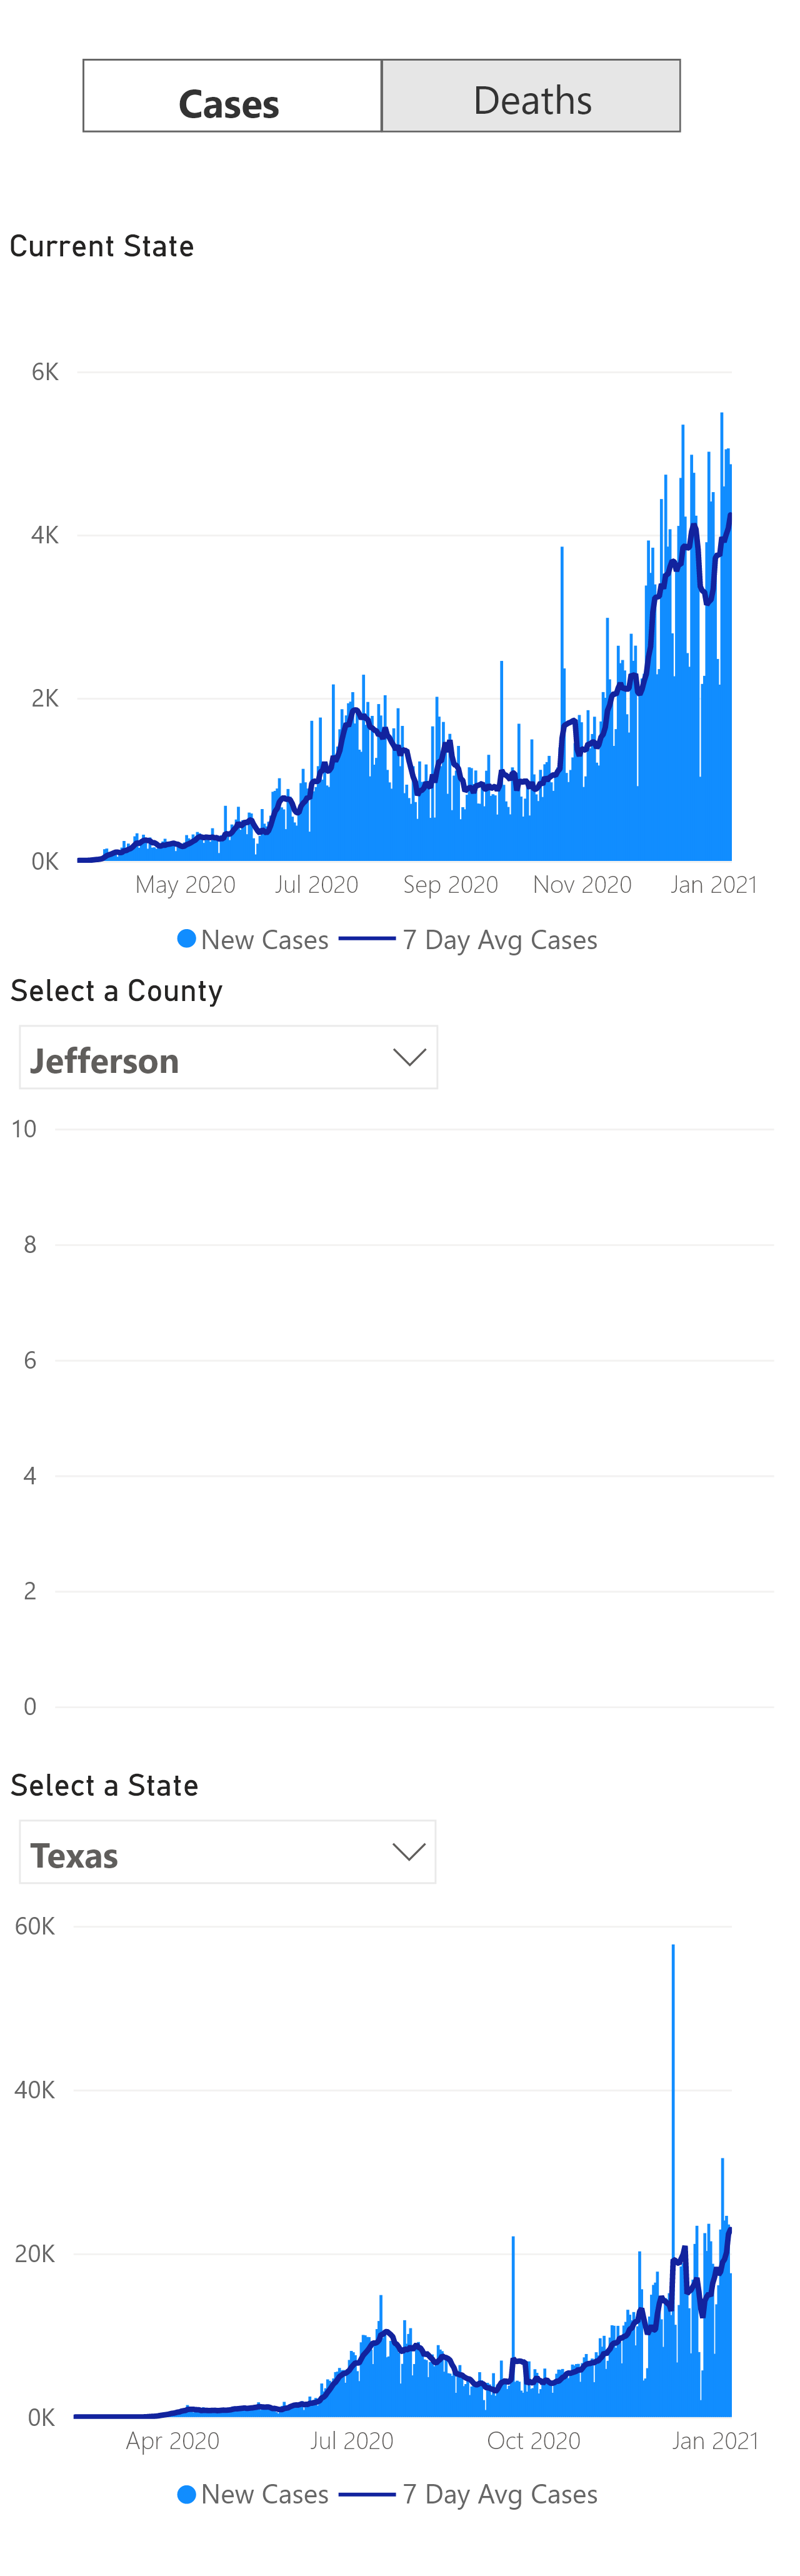 Cases Deaths
Current State
6K
4K
2K
0K
May 2020 Jul 2020 Sep 2020 Nov 2020 Jan 2021
New Cases 7 Day Avg Cases
Select a County
Jefferson
10
8
6
4
2
0
Select a State
Texas
60K
40K
20K
0K
Apr 2020 Jul 2020 Oct 2020 Jan 2021
New Cases 7 Day Avg Cases